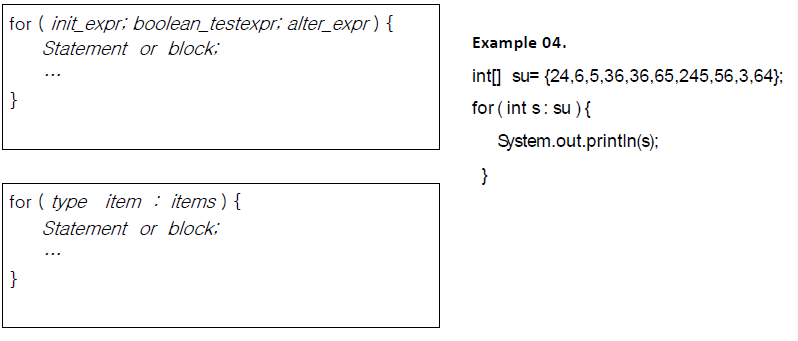 for ( init_expr; boolean_testexpr; alter_expr ) {
Statement or block;
...
}
for ( type item : items ) {
Statement or block;
...
}
Example 04.
int[] su= {24,6,5,36,36,65,245,56,3,64};
for ( int s : su ) {
System.out.println(s);
}